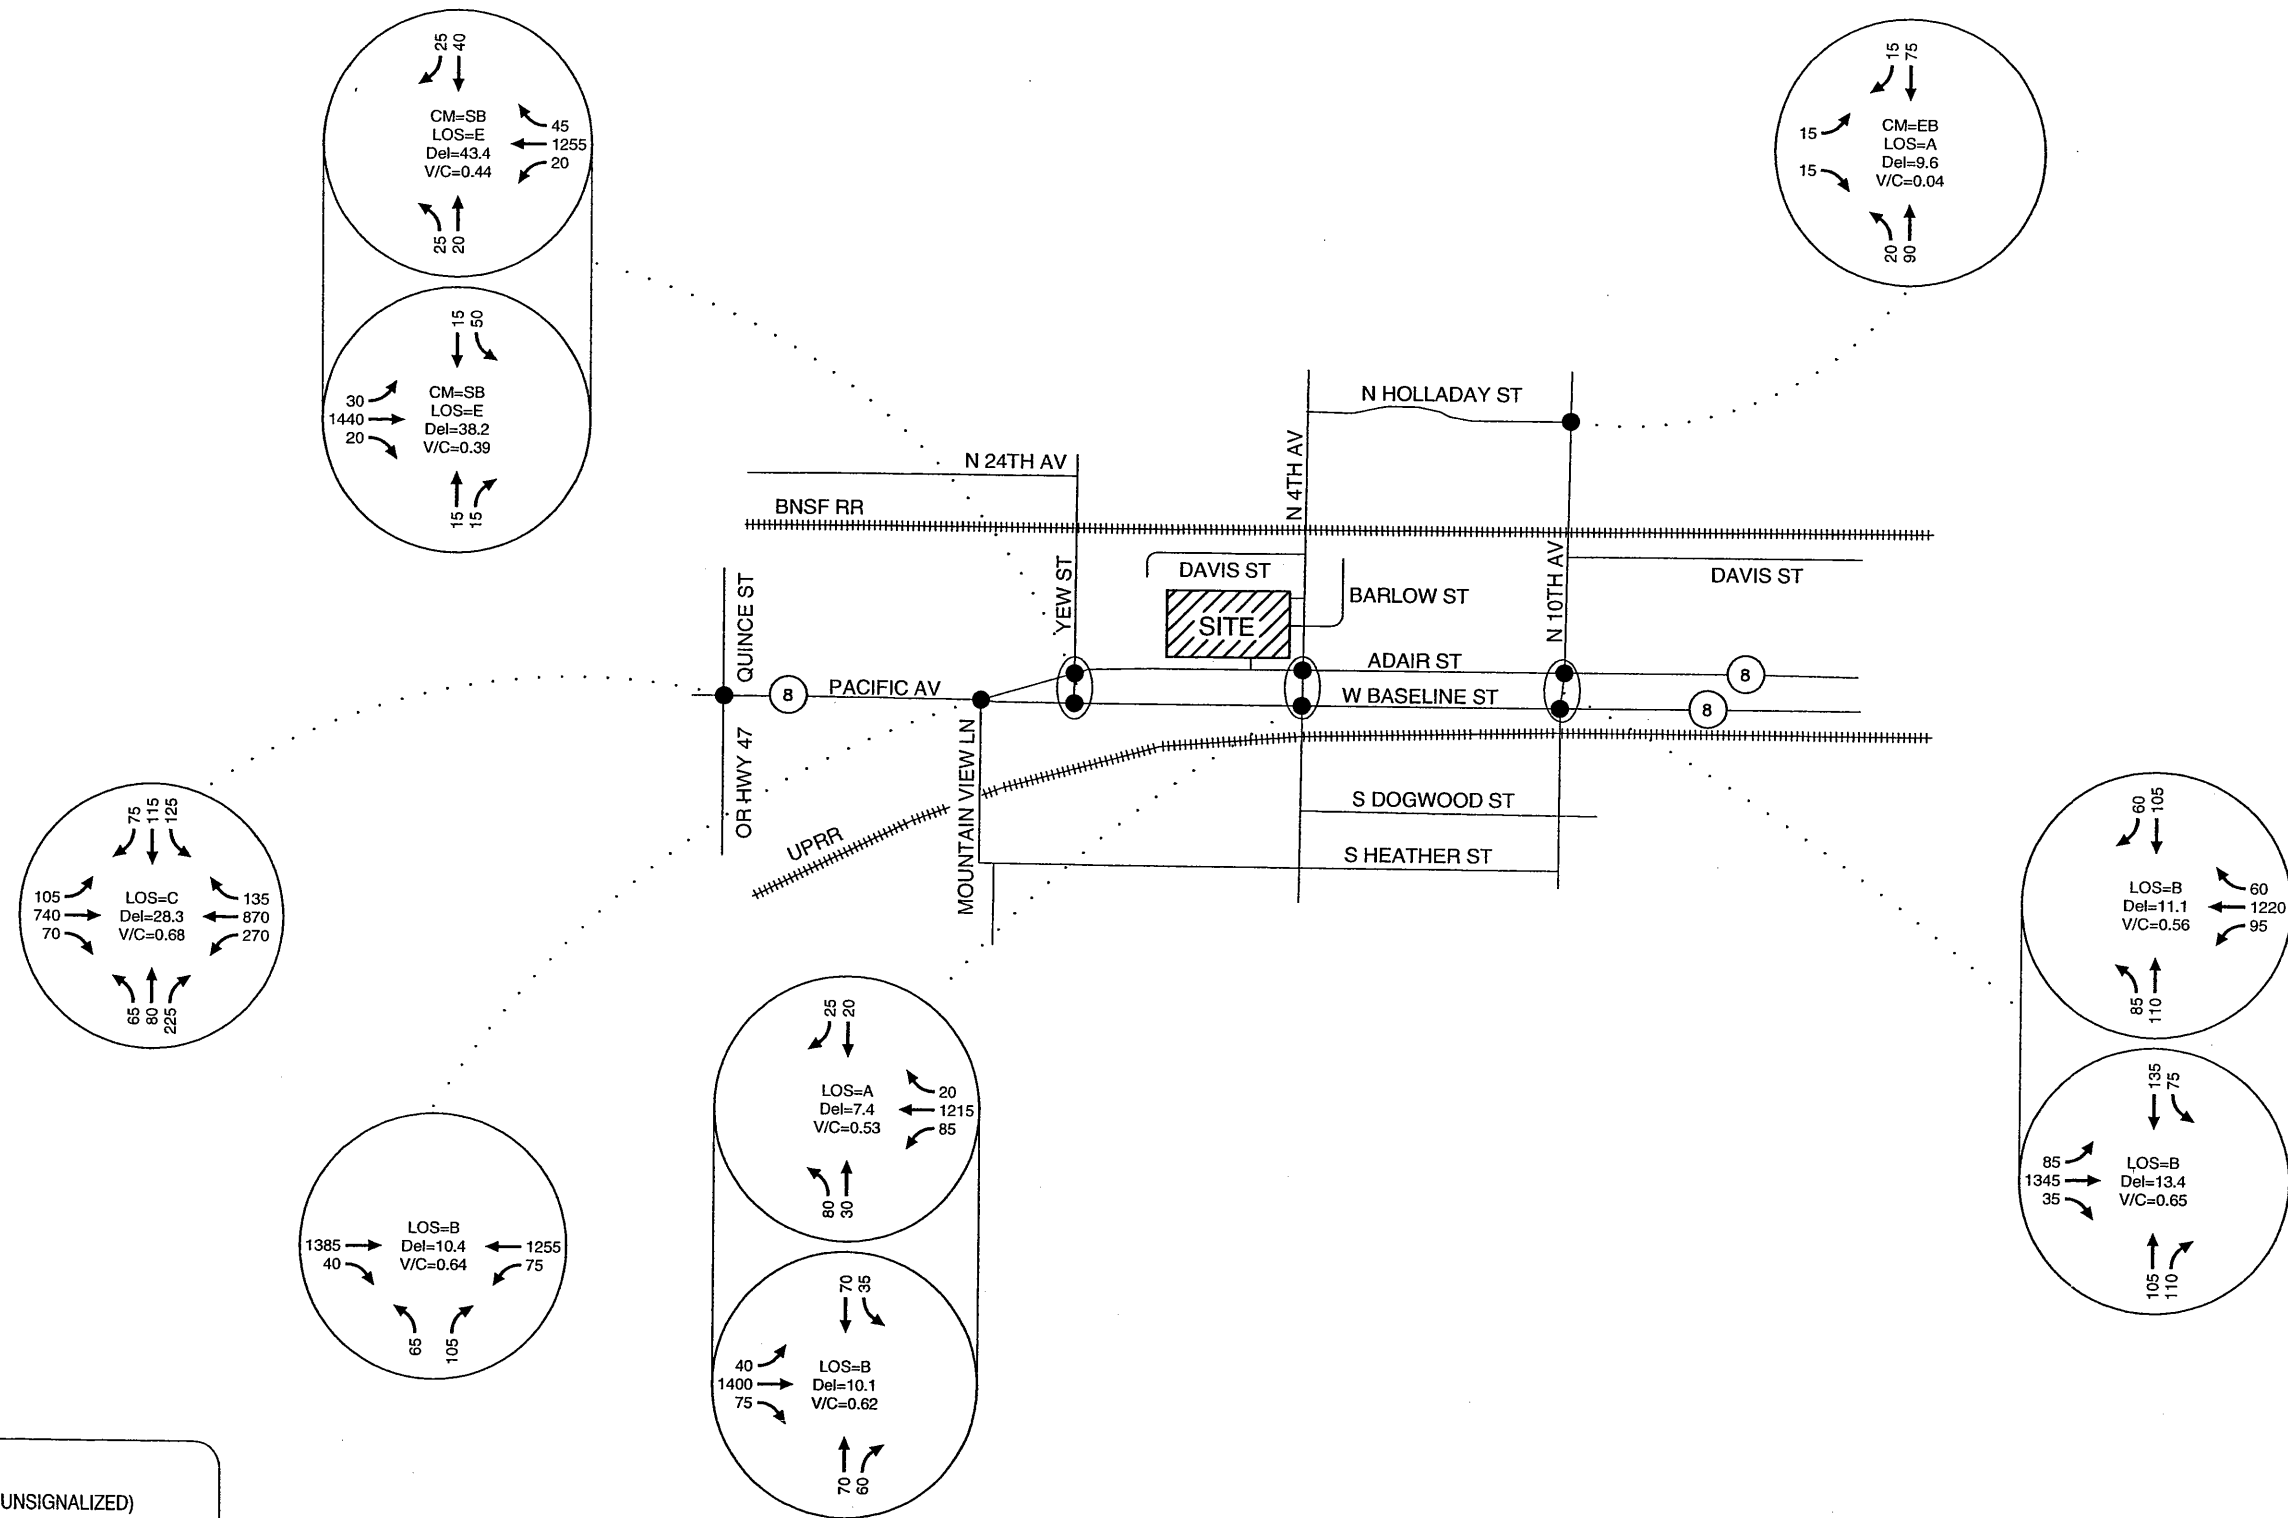 25
40
CM=SB
LOS=E
Del=43.4
V/C=0.44
45
1255
20
25
20
15
50
30
1440
20
CM=SB
LOS=E
Del=38.2
V/C=0.39
15
15
15
75
15
15
CM=EB
LOS=A
Del=9.6
V/C=0.04
20
90
N HOLLADAY ST
N 4TH AV
N 24TH AV
BNSF RR
QUINCE ST
YEW ST
DAVIS ST
BARLOW ST
N 10TH AV
DAVIS ST
SITE
ADAIR ST
8
8
PACIFIC AV
W BASELINE ST
8
OR HWY 47
MOUNTAIN VIEW LN
UPRR
S DOGWOOD ST
S HEATHER ST
75
115
125
105
740
70
LOS=C
Del=28.3
V/C=0.68
135
870
270
65
80
225
1385
40
LOS=B
Del=10.4
V/C=0.64
1255
75
65
105
25
20
LOS=A
Del=7.4
V/C=0.53
20
1215
85
80
30
70
35
40
1400
75
LOS=B
Del=10.1
V/C=0.62
70
60
60
105
LOS=B
Del=11.1
V/C=0.56
60
1220
95
85
110
135
75
85
1345
35
LOS=B
Del=13.4
V/C=0.65
105
110
UNSIGNALIZED)